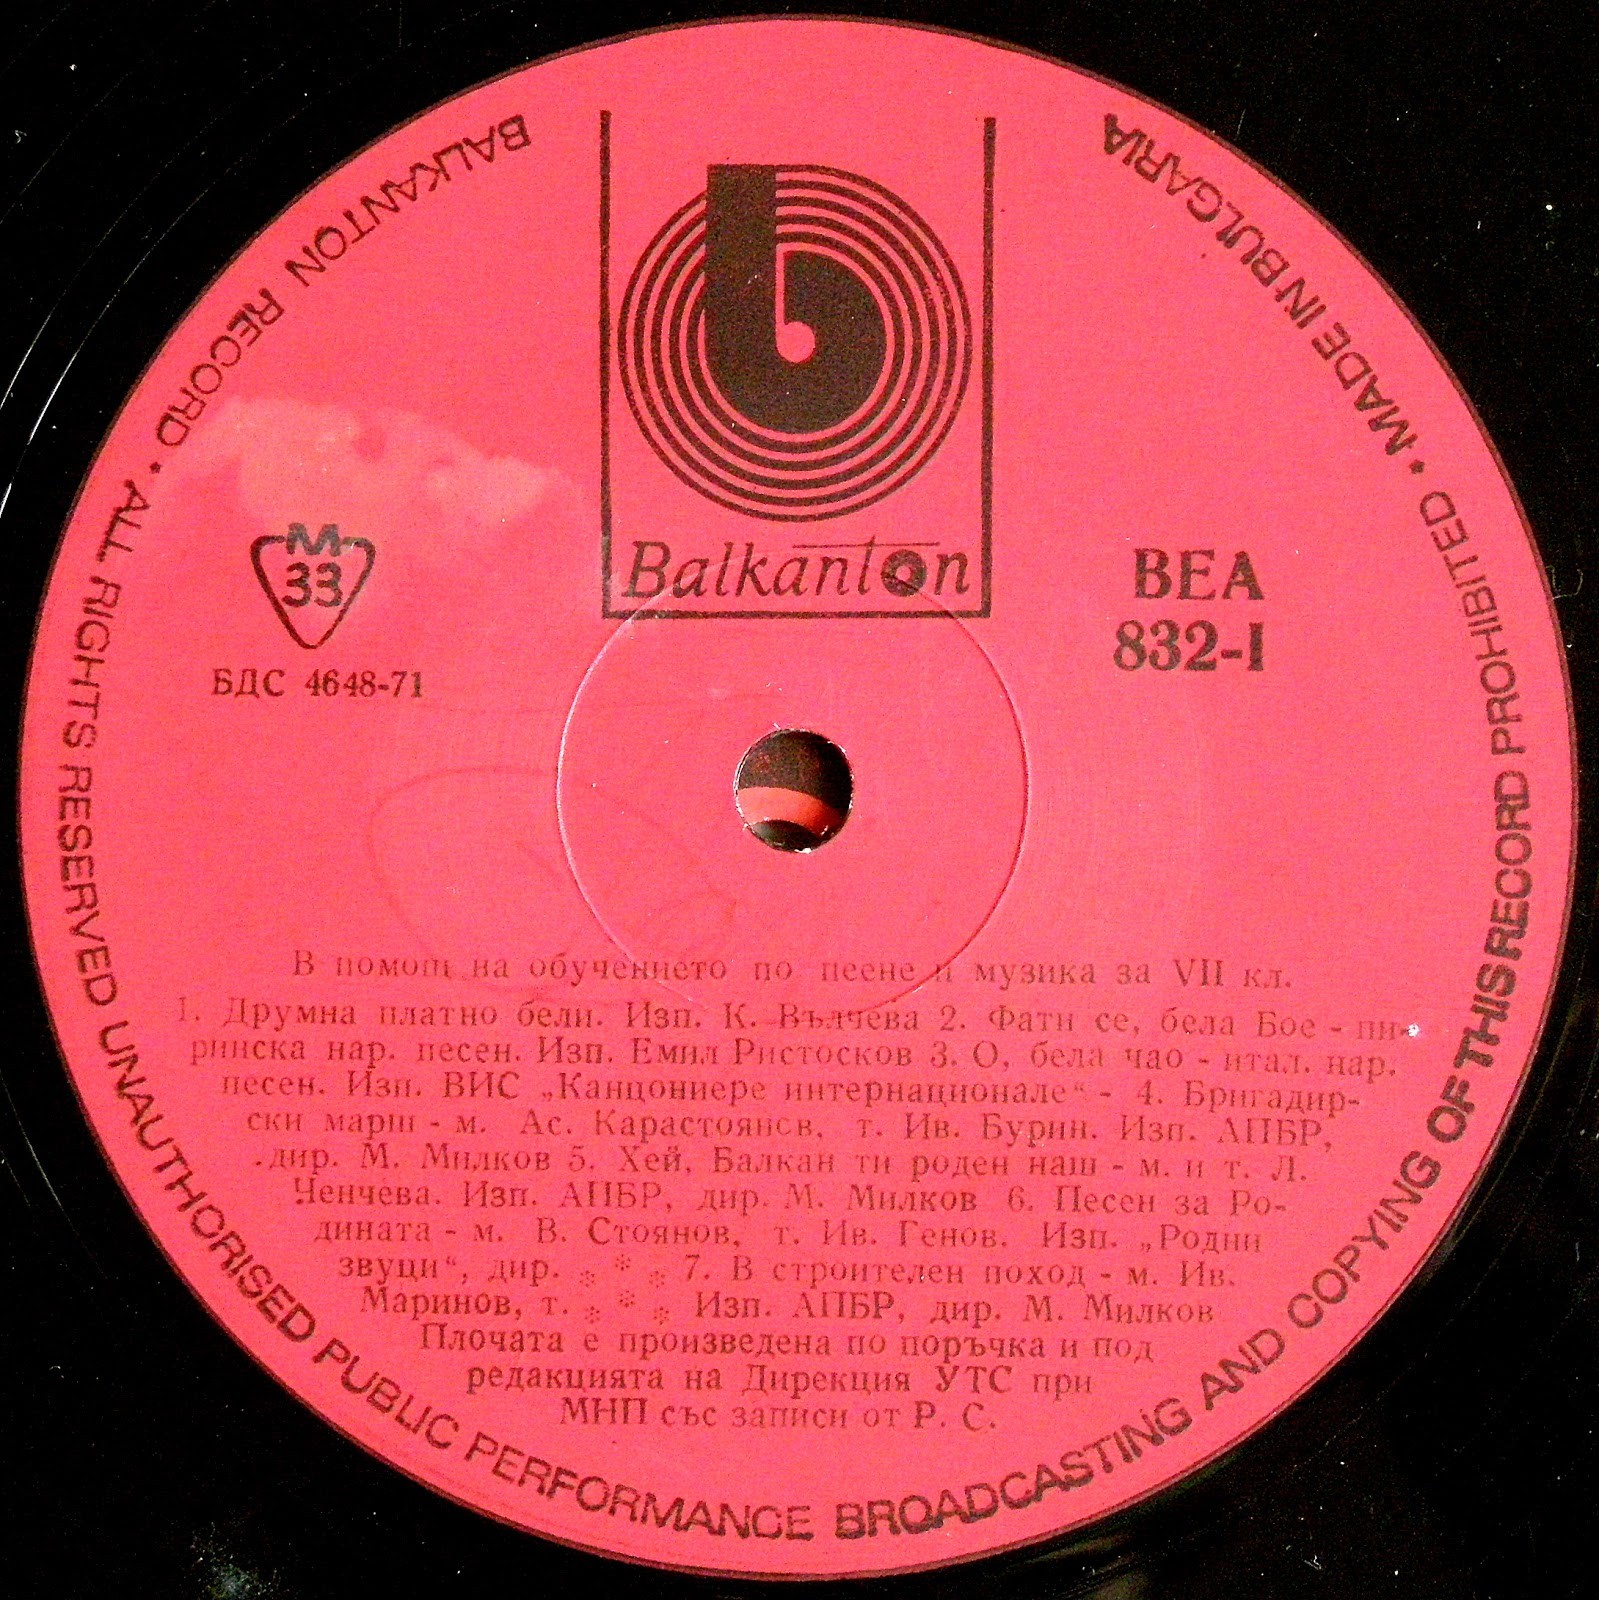 BALKANTON RECORD • ALL RIGHTS RESERVED UNAUTHORISED PUBLIC PERFORMANCE BROADCASTING AND COPYING OF THIS RECORD PROHIBITED • MADE IN BULGARIA
Balkanton
М
33
БДС 4648-71
ВЕА
832-I
В помощ на обучението по пеене и музика за VII кл.
1. Друмна платно бели. Изп. К. Вълчева 2. Фати се, бела Бое - пи-
ринска нар. песен. Изп. Емил Ристосков 3. О, бела чао - итал. нар.
песен. Изп. ВИС „Канцониере интернационале“ - 4. Бригадир-
ски марш - м. Ас. Карастоянов, т. Ив. Бурин. Изп. АПБР,
дир. М. Милков 5. Хей, Балкан ти роден наш - м. и т. Л.
Ченчева. Изп. АПБР, дир. М. Милков 6. Песен за Ро-
дината - м. В. Стоянов, т. Ив. Генов. Изп. „Родни
звуци“, дир. * * * 7. В строителен поход - м. Ив.
Маринов, т. * * * Изп. АПБР, дир. М. Милков
Плочата е произведена по поръчка и под
редакцията на Дирекция УТС при
МНП със записи от Р. С.